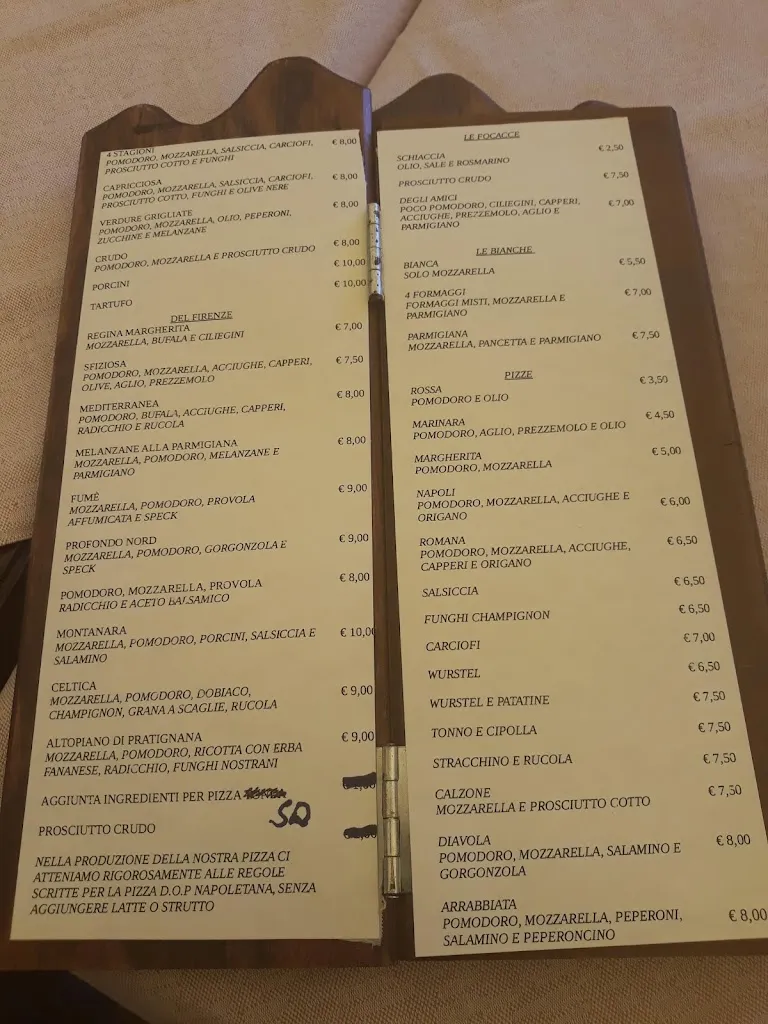 4 STAGIONI € 8,00
POMODORO, MOZZARELLA, SALSICCIA, CARCIOFI,
PROSCIUTTO COTTO E FUNGHI
CAPRICCIOSA € 8,00
POMODORO, MOZZARELLA, SALSICCIA, CARCIOFI,
PROSCIUTTO COTTO, FUNGHI E OLIVE NERE
VERDURE GRIGLIATE € 8,00
POMODORO, MOZZARELLA, OLIO, PEPERONI,
ZUCCHINE E MELANZANE
CRUDO € 8,00
POMODORO, MOZZARELLA E PROSCIUTTO CRUDO
PORCINI € 10,00
TARTUFO € 10,00
DEL FIRENZE
REGINA MARGHERITA € 7,00
MOZZARELLA, BUFALA E CILIEGINI
SFIZIOSA € 7,50
POMODORO, MOZZARELLA, ACCIUGHE, CAPPERI,
OLIVE, AGLIO, PREZZEMOLO
MEDITERRANEA € 8,00
POMODORO, BUFALA, ACCIUGHE, CAPPERI,
RADICCHIO E RUCOLA
MELANZANE ALLA PARMIGIANA € 8,00
MOZZARELLA, POMODORO, MELANZANE E
PARMIGIANO
FUMÈ € 9,00
MOZZARELLA, POMODORO, PROVOLA
AFFUMICATA E SPECK
PROFONDO NORD € 9,00
MOZZARELLA, POMODORO, GORGONZOLA E
SPECK
POMODORO, MOZZARELLA, PROVOLA € 8,00
RADICCHIO E ACETO BALSAMICO
MONTANARA € 10,00
MOZZARELLA, POMODORO, PORCINI, SALSICCIA E
SALAMINO
CELTICA € 9,00
MOZZARELLA, POMODORO, DOBIACO,
CHAMPIGNON, GRANA A SCAGLIE, RUCOLA
ALTOPIANO DI PRATIGNANA € 9,00
MOZZARELLA, POMODORO, RICOTTA CON ERBA
FANANESE, RADICCHIO, FUNGHI NOSTRANI
AGGIUNTA INGREDIENTI PER PIZZA
PROSCIUTTO CRUDO
NELLA PRODUZIONE DELLA NOSTRA PIZZA CI
ATTENIAMO RIGOROSAMENTE ALLE REGOLE
SCRITTE PER LA PIZZA D.O.P NAPOLETANA, SENZA
AGGIUNGERE LATTE O STRUTTO
LE FOCACCE
SCHIACCIA € 2,50
OLIO, SALE E ROSMARINO
PROSCIUTTO CRUDO € 7,50
DEGLI AMICI € 7,00
POCO POMODORO, CILIEGINI, CAPPERI,
ACCIUGHE, PREZZEMOLO, AGLIO E
PARMIGIANO
LE BIANCHE
BIANCA € 5,50
SOLO MOZZARELLA
4 FORMAGGI € 7,00
FORMAGGI MISTI, MOZZARELLA E
PARMIGIANO
PARMIGIANA € 7,50
MOZZARELLA, PANCETTA E PARMIGIANO
PIZZE
ROSSA € 3,50
POMODORO E OLIO
MARINARA € 4,50
POMODORO, AGLIO, PREZZEMOLO E OLIO
MARGHERITA € 5,00
POMODORO, MOZZARELLA
NAPOLI € 6,00
POMODORO, MOZZARELLA, ACCIUGHE E
ORIGANO
ROMANA € 6,50
POMODORO, MOZZARELLA, ACCIUGHE,
CAPPERI E ORIGANO
SALSICCIA € 6,50
FUNGHI CHAMPIGNON € 6,50
CARCIOFI € 7,00
WURSTEL € 6,50
WURSTEL E PATATINE € 7,50
TONNO E CIPOLLA € 7,50
STRACCHINO E RUCOLA € 7,50
CALZONE € 7,50
MOZZARELLA E PROSCIUTTO COTTO
DIAVOLA € 8,00
POMODORO, MOZZARELLA, SALAMINO E
GORGONZOLA
ARRABBIATA € 8,00
POMODORO, MOZZARELLA, PEPERONI,
SALAMINO E PEPERONCINO